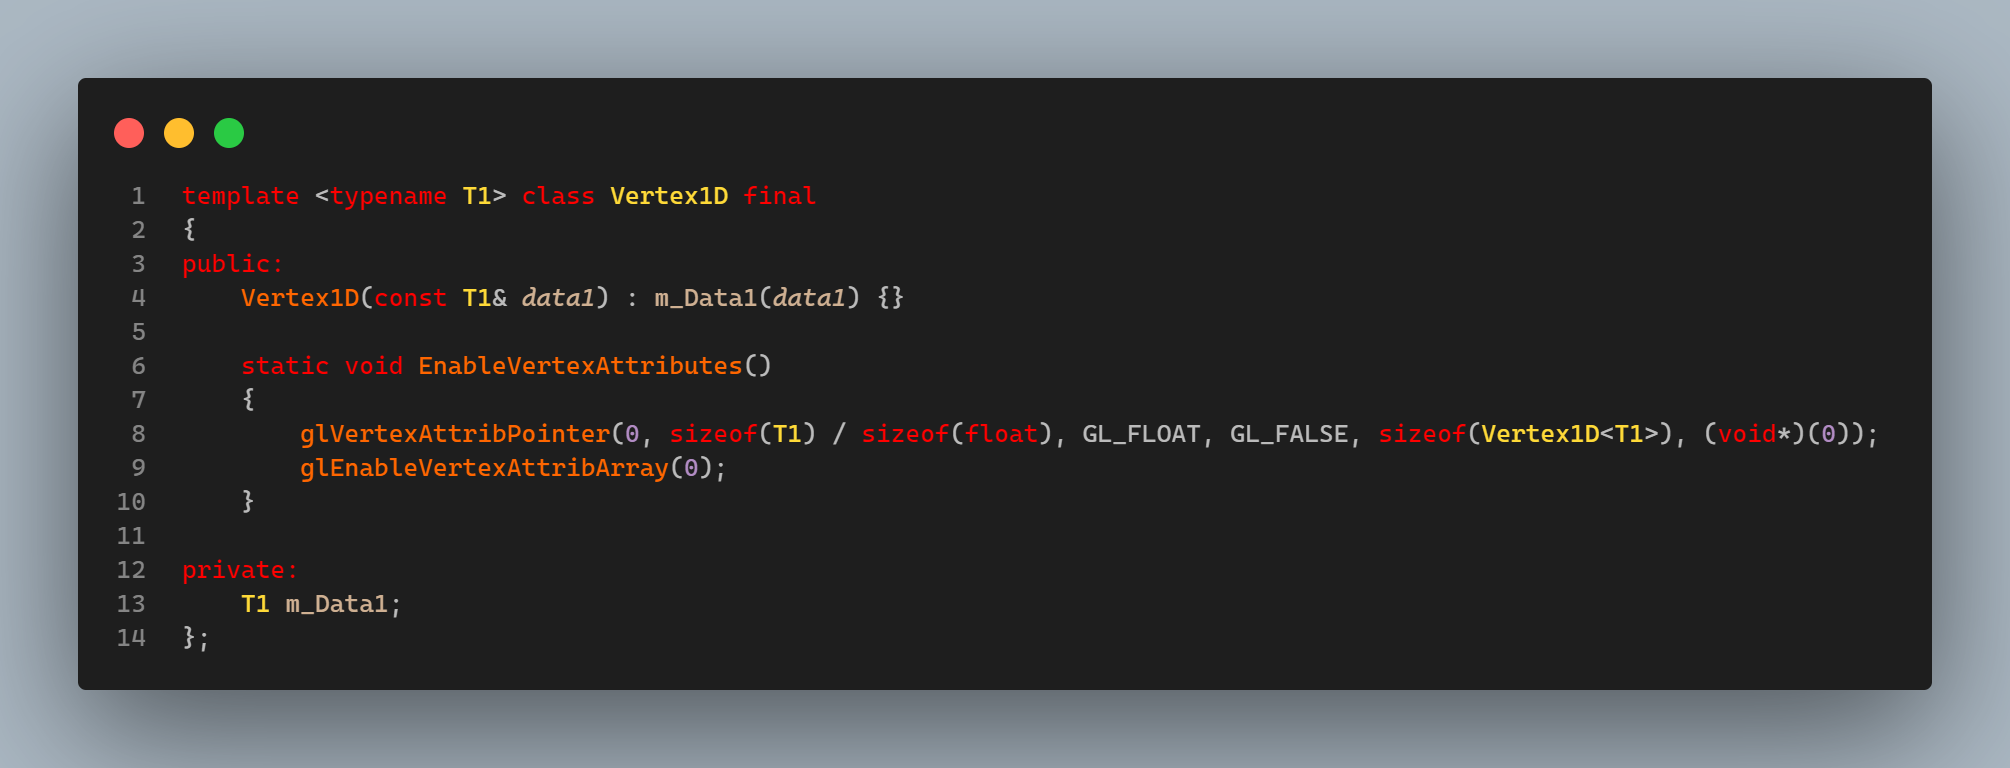 1 template <typename T1> class Vertex1D final
2 {
3 public:
4     Vertex1D(const T1& data1) : m_Data1(data1) {}
5
6     static void EnableVertexAttributes()
7     {
8         glVertexAttribPointer(0, sizeof(T1) / sizeof(float), GL_FLOAT, GL_FALSE, sizeof(Vertex1D<T1>), (void*)(0));
9         glEnableVertexAttribArray(0);
10     }
11
12 private:
13     T1 m_Data1;
14 };